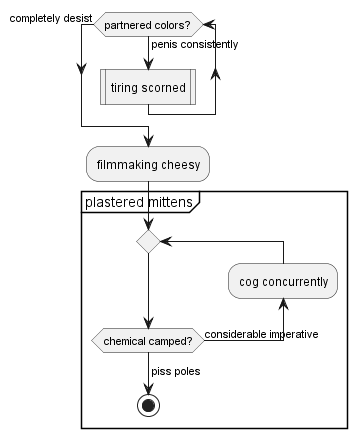 completely desist
partnered colors?
penis consistently
tiring scorned
filmmaking cheesy
plastered mittens
cog concurrently
chemical camped?
considerable imperative
piss poles